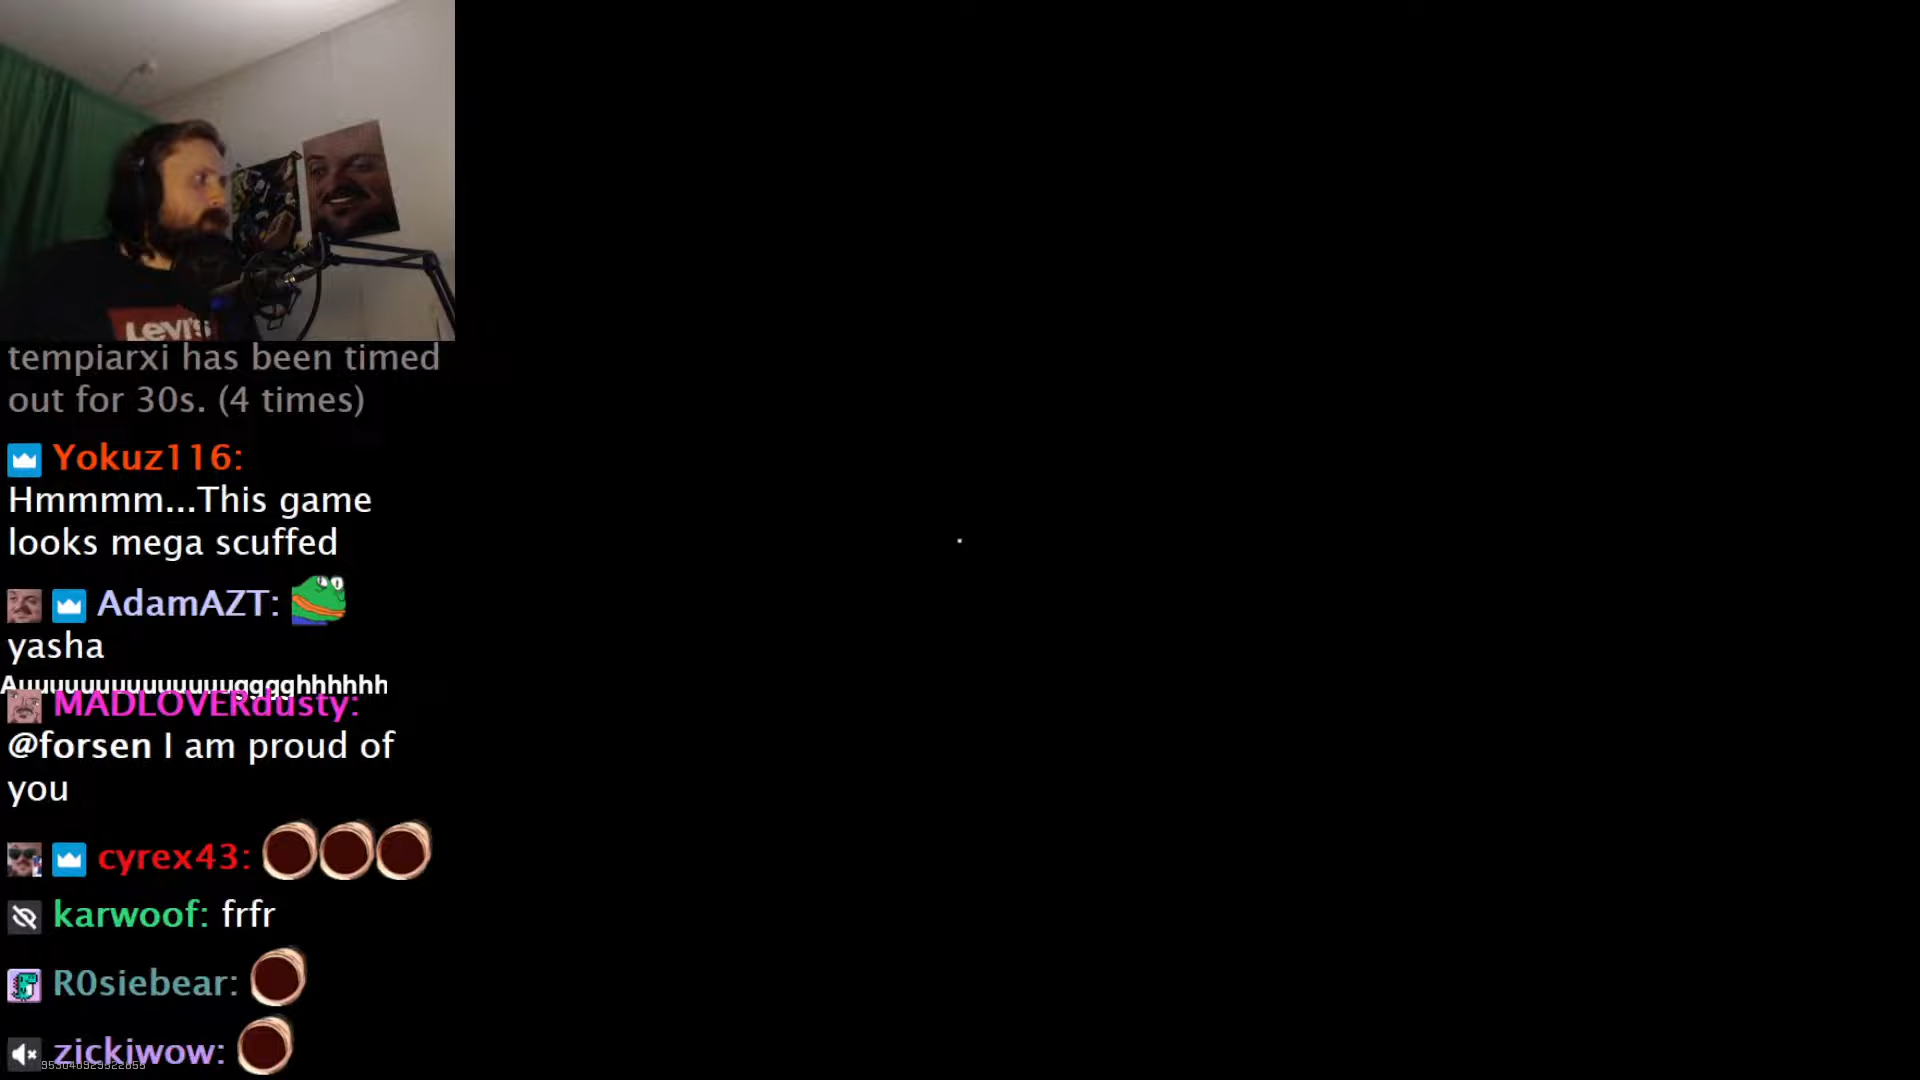 Levi's
tempiarxi has been timed
out for 30s. (4 times)
Yokuz116:
Hmmmm...This game
looks mega scuffed
AdamAZT:
yasha
Auuuuuuuuuuuuuugggghhhhhh
MADLOVERdusty:
@forsen I am proud of
you
cyrex43:
karwoof: frfr
R0siebear:
zickiwow: